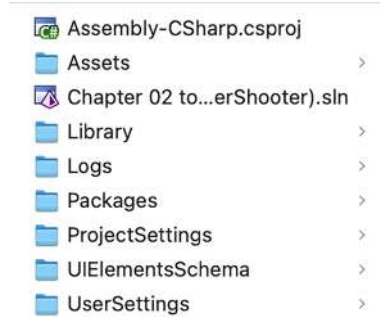 Assembly-CSharp.csproj
Assets
Chapter 02 to...erShooter).sln
Library
Logs
Packages
ProjectSettings
UIElementsSchema
UserSettings